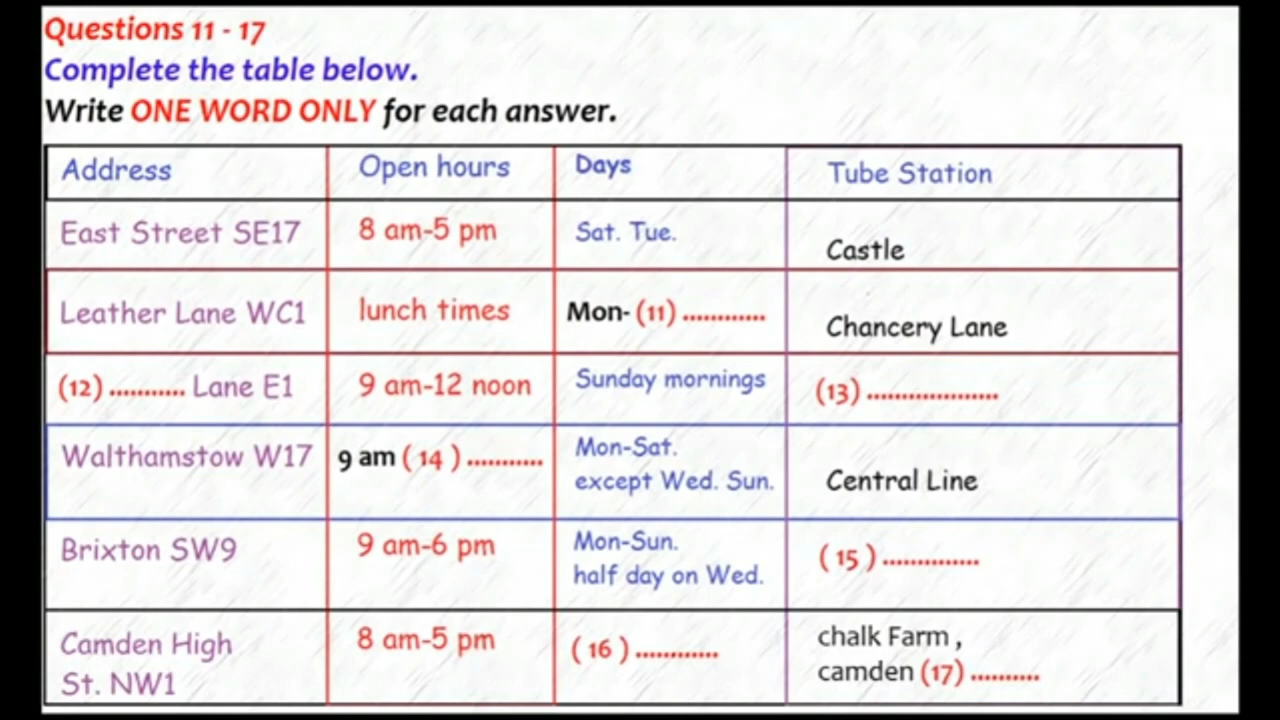 Questions 11 - 17
Complete the table below.
Write ONE WORD ONLY for each answer.
Address Open hours Days Tube Station
East Street SE17 8 am-5 pm Sat. Tue. Castle
Leather Lane WC1 lunch times Mon- (11) ............ Chancery Lane
(12) ........... Lane E1 9 am-12 noon Sunday mornings (13) ...................
Walthamstow W17 9 am ( 14 ) ........... Mon-Sat.
except Wed. Sun. Central Line
Brixton SW9 9 am-6 pm Mon-Sun.
half day on Wed. ( 15 ) ..............
Camden High
St. NW1 8 am-5 pm ( 16 ) ............ chalk Farm ,
camden (17) ..........